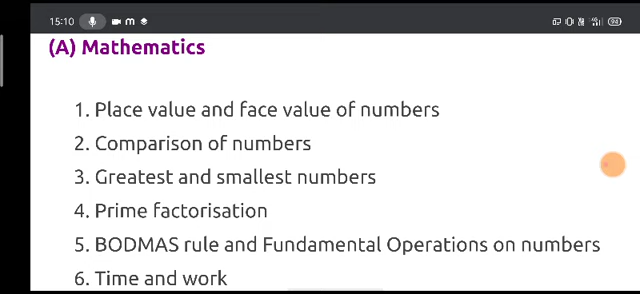 15:10
(A) Mathematics
1. Place value and face value of numbers
2. Comparison of numbers
3. Greatest and smallest numbers
4. Prime factorisation
5. BODMAS rule and Fundamental Operations on numbers
6. Time and work